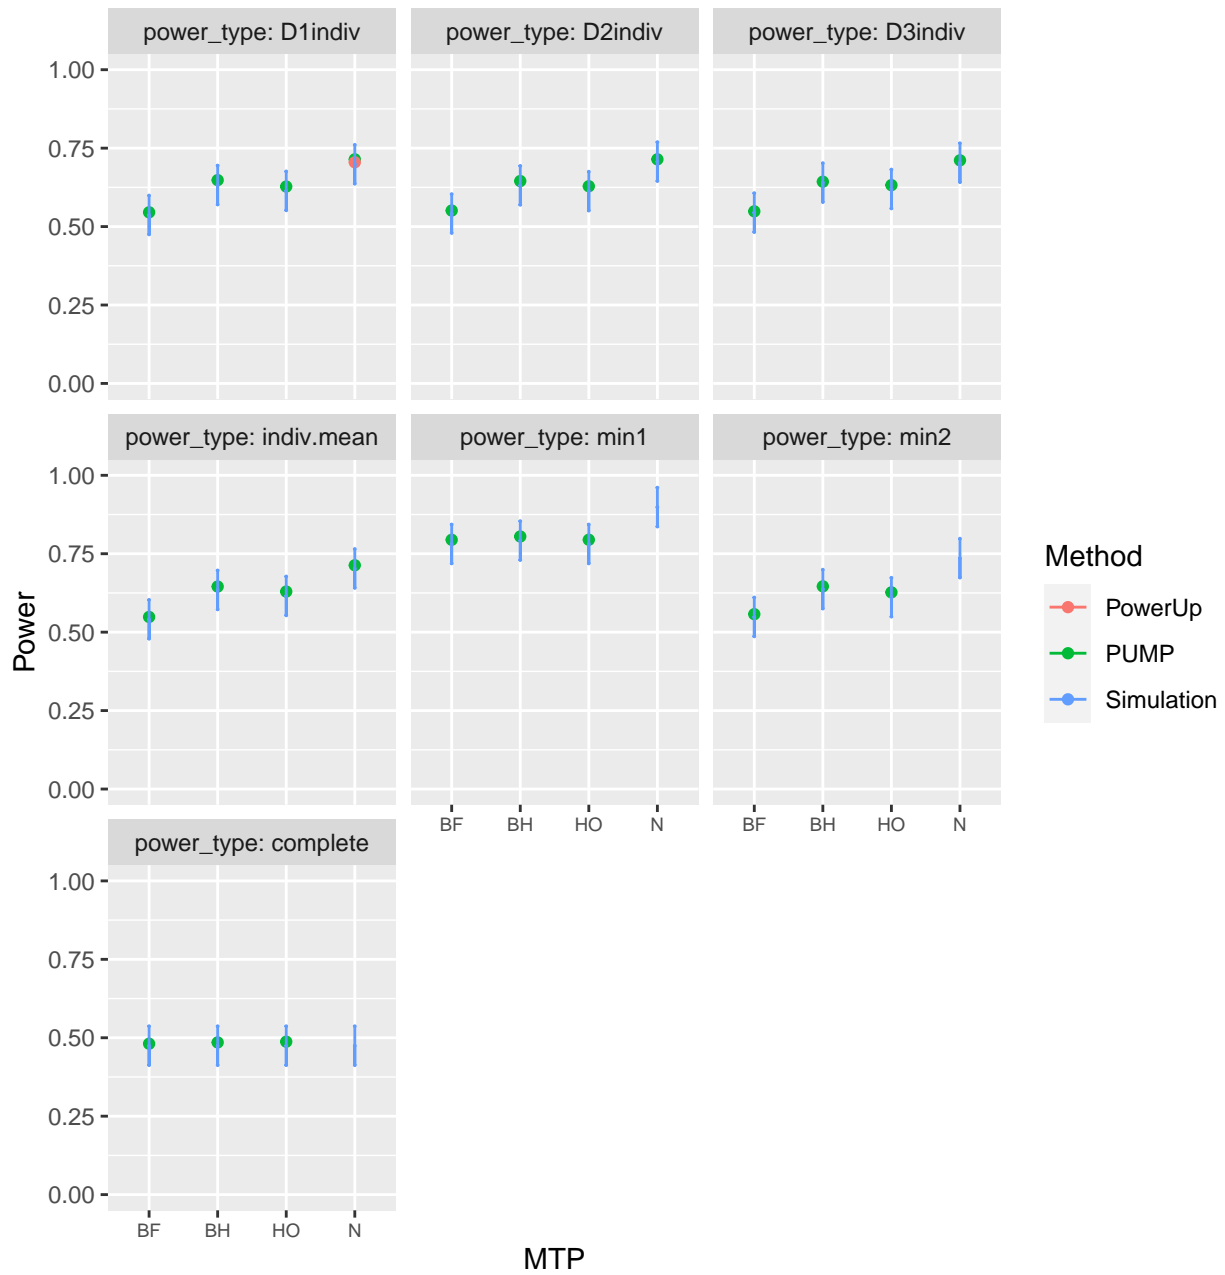 power_type: D1indiv
power_type: D2indiv
power_type: D3indiv
1.00
0.75
0.50
0.25
0.00
power_type: indiv.mean
power_type: min1
power_type: min2
1.00
0.75
0.50
0.25
0.00
BF BH HO N
BF BH HO N
power_type: complete
1.00
0.75
0.50
0.25
0.00
BF BH HO N
MTP
Power
Method
PowerUp
PUMP
Simulation